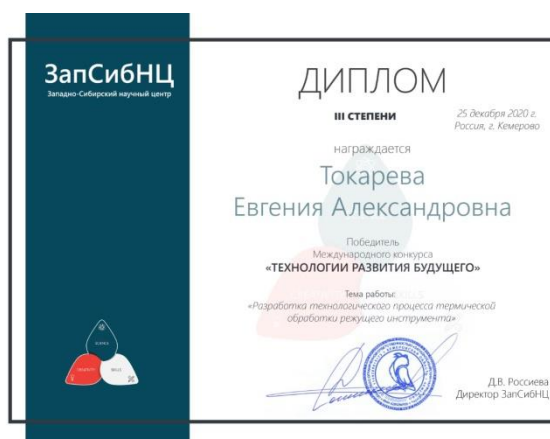 ЗапСибНЦ
Западно-Сибирский научный центр
ДИПЛОМ
III СТЕПЕНИ
25 декабря 2020 г.
Россия, г. Кемерово
награждается
Токарева
Евгения Александровна
Победитель
Международного конкурса
«ТЕХНОЛОГИИ РАЗВИТИЯ БУДУЩЕГО»
Тема работы:
«Разработка технологического процесса термической
обработки режущего инструмента»
SCIENCE
Д.В. Россиева
Директор ЗапСибНЦ